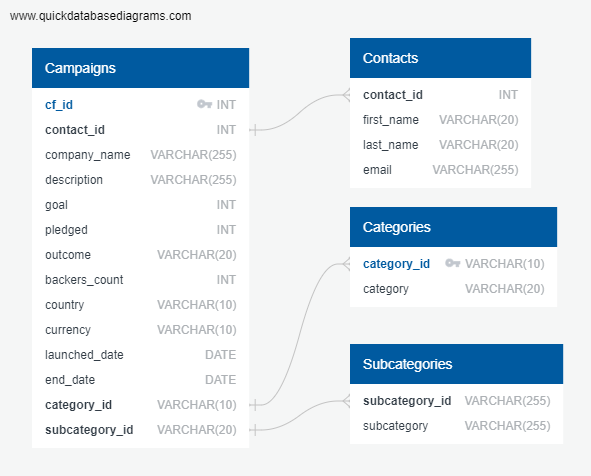 www.quickdatabasediagrams.com
Campaigns
cf_id INT
contact_id INT
company_name VARCHAR(255)
description VARCHAR(255)
goal INT
pledged INT
outcome VARCHAR(20)
backers_count INT
country VARCHAR(10)
currency VARCHAR(10)
launched_date DATE
end_date DATE
category_id VARCHAR(10)
subcategory_id VARCHAR(20)
Contacts
contact_id INT
first_name VARCHAR(20)
last_name VARCHAR(20)
email VARCHAR(255)
Categories
category_id VARCHAR(10)
category VARCHAR(20)
Subcategories
subcategory_id VARCHAR(255)
subcategory VARCHAR(255)